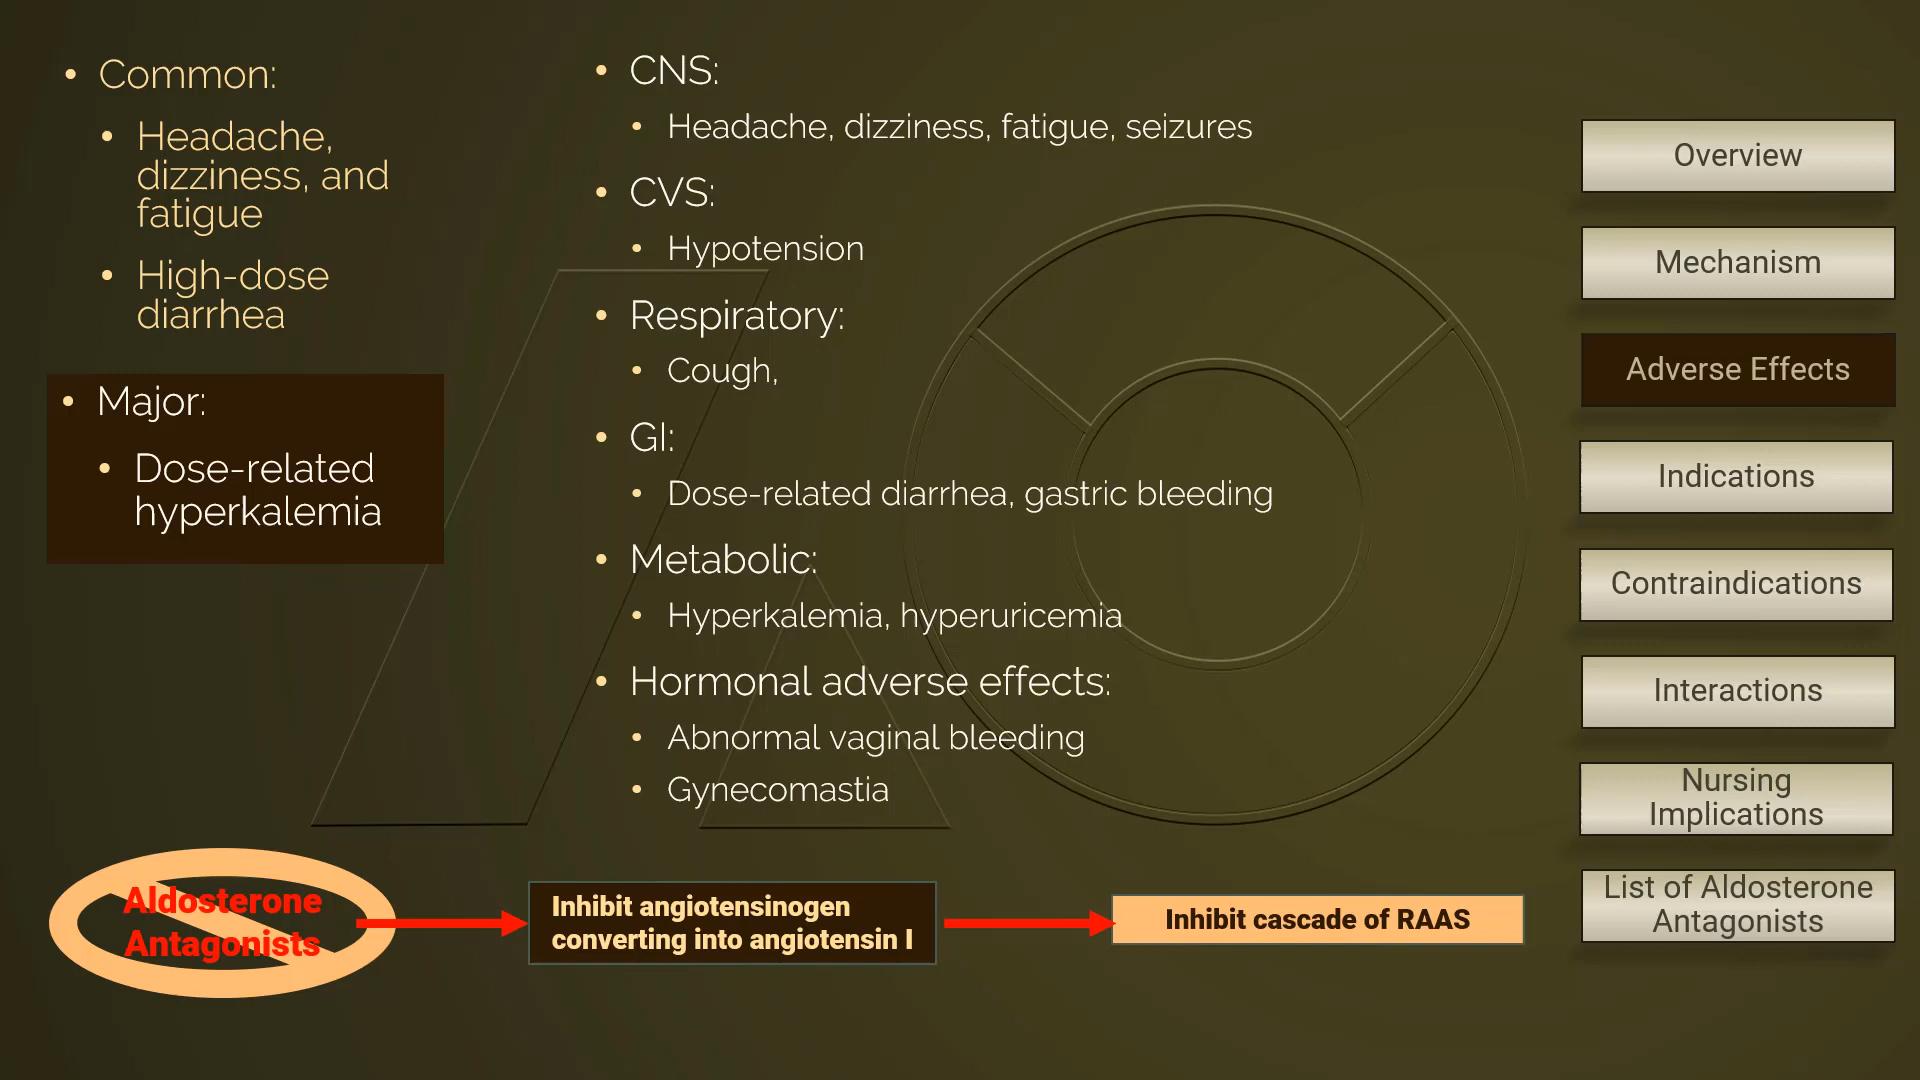 Common:
Headache,
dizziness, and
fatigue
High-dose
diarrhea
Major:
Dose-related
hyperkalemia
CNS:
Headache, dizziness, fatigue, seizures
CVS:
Hypotension
Respiratory:
Cough,
GI:
Dose-related diarrhea, gastric bleeding
Metabolic:
Hyperkalemia, hyperuricemia
Hormonal adverse effects:
Abnormal vaginal bleeding
Gynecomastia
Aldosterone
Antagonists
Inhibit angiotensinogen
converting into angiotensin I
Inhibit cascade of RAAS
Overview
Mechanism
Adverse Effects
Indications
Contraindications
Interactions
Nursing
Implications
List of Aldosterone
Antagonists